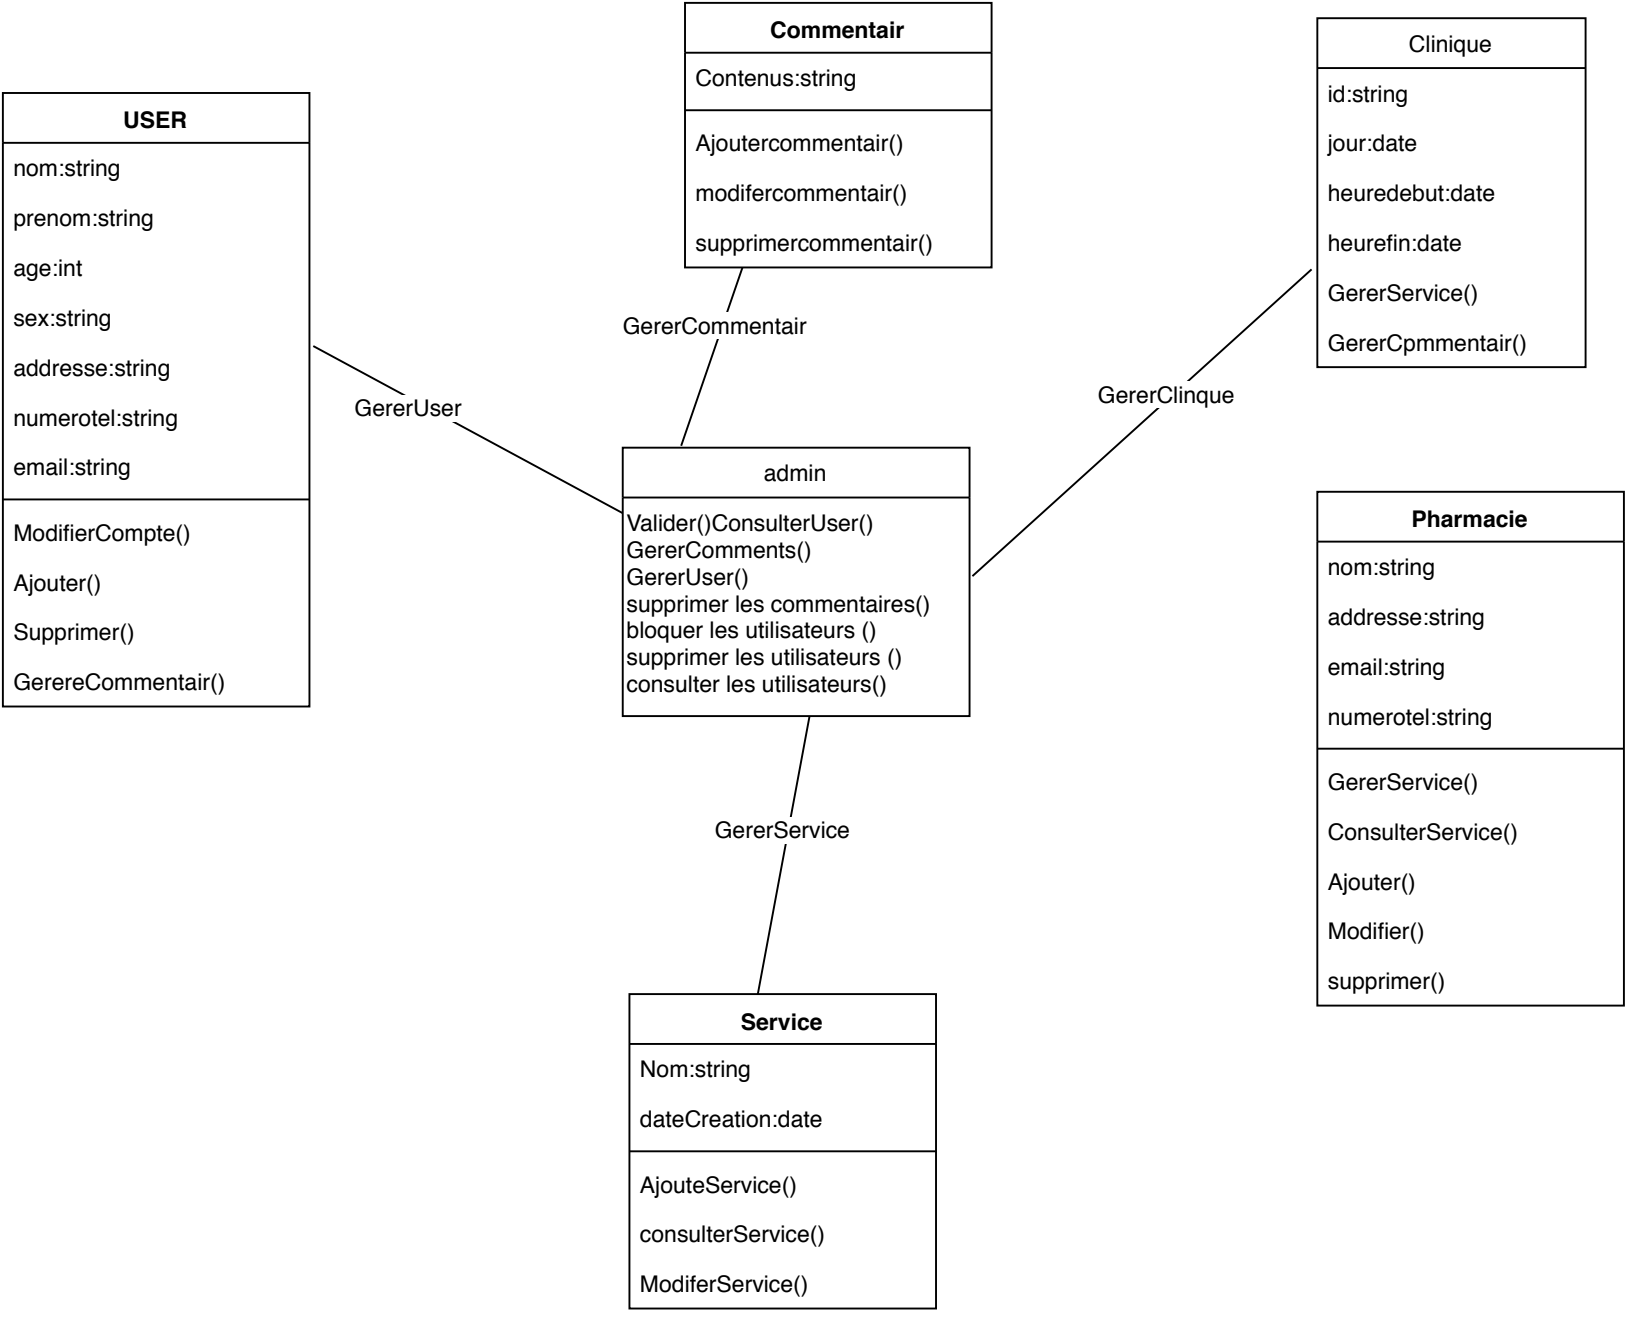 USER
nom:string
prenom:string
age:int
sex:string
addresse:string
numerotel:string
email:string
ModifierCompte()
Ajouter()
Supprimer()
GerereCommentair()
GererUser
Commentair
Contenus:string
Ajoutercommentair()
modifercommentair()
supprimercommentair()
GererCommentair
admin
Valider()ConsulterUser()
GererComments()
GererUser()
supprimer les commentaires()
bloquer les utilisateurs ()
supprimer les utilisateurs ()
consulter les utilisateurs()
GererService
Service
Nom:string
dateCreation:date
AjouteService()
consulterService()
ModiferService()
Clinique
id:string
jour:date
heuredebut:date
heurefin:date
GererService()
GererCpmmentair()
GererClinque
Pharmacie
nom:string
addresse:string
email:string
numerotel:string
GererService()
ConsulterService()
Ajouter()
Modifier()
supprimer()